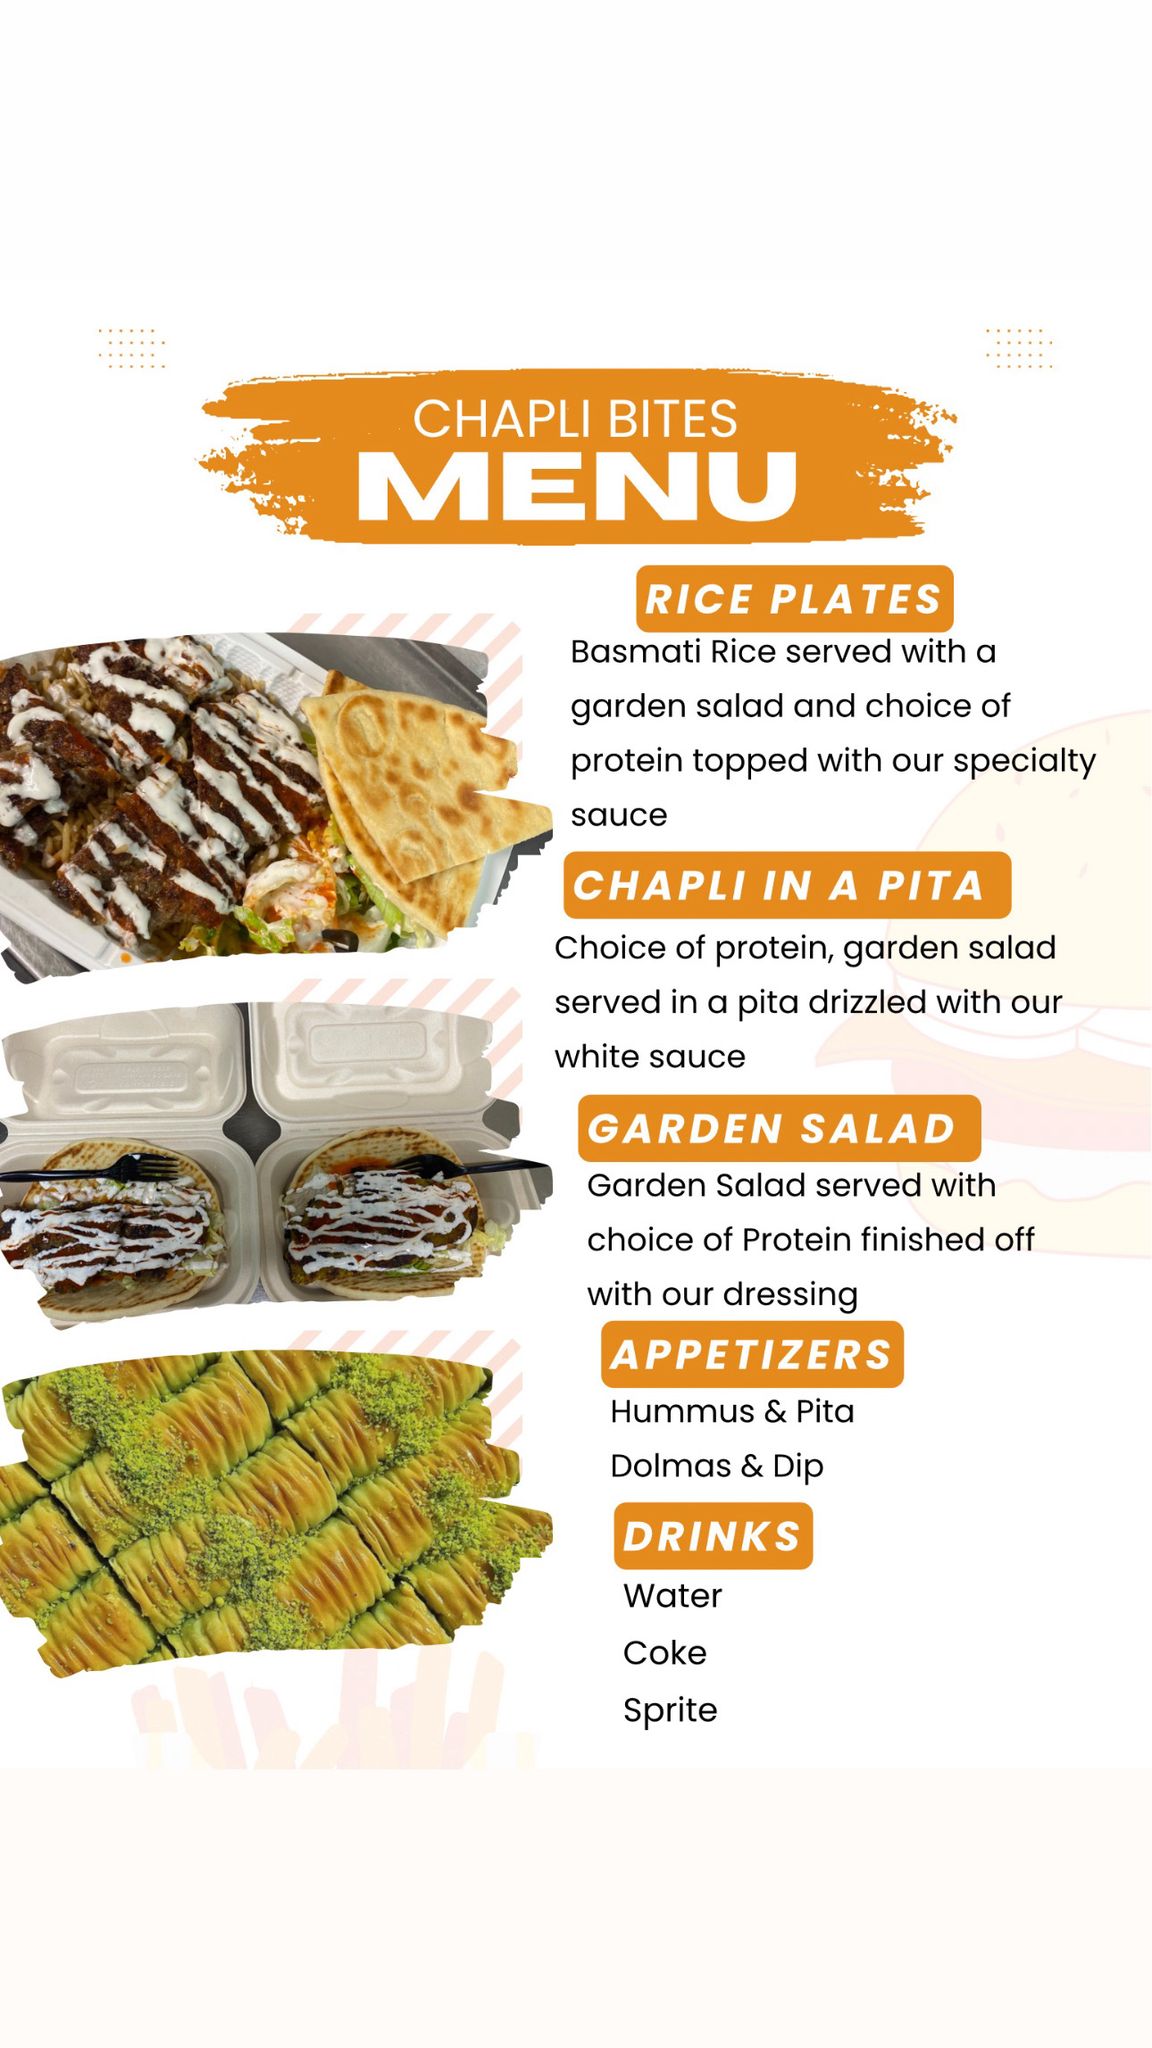 CHAPLI BITES
MENU
RICE PLATES
Basmati Rice served with a
garden salad and choice of
protein topped with our specialty
sauce
CHAPLI IN A PITA
Choice of protein, garden salad
served in a pita drizzled with our
white sauce
GARDEN SALAD
Garden Salad served with
choice of Protein finished off
with our dressing
APPETIZERS
Hummus & Pita
Dolmas & Dip
DRINKS
Water
Coke
Sprite